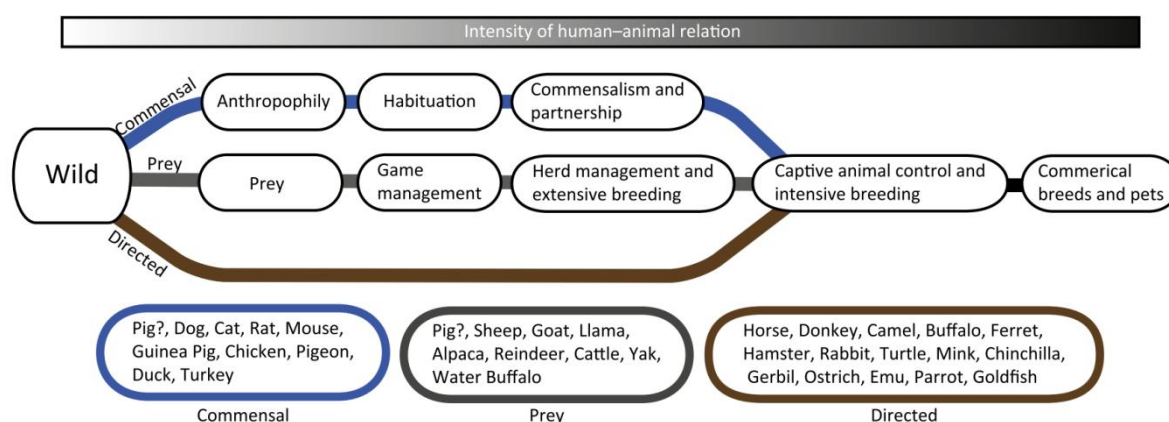 Intensity of human–animal relation
Commensal
Anthropophily
Habituation
Commensalism and
partnership
Wild
Prey
Prey
Game
management
Herd management and
extensive breeding
Captive animal control and
intensive breeding
Commerical
breeds and pets
Directed
Pig?, Dog, Cat, Rat, Mouse,
Guinea Pig, Chicken, Pigeon,
Duck, Turkey
Commensal
Pig?, Sheep, Goat, Llama,
Alpaca, Reindeer, Cattle, Yak,
Water Buffalo
Prey
Horse, Donkey, Camel, Buffalo, Ferret,
Hamster, Rabbit, Turtle, Mink, Chinchilla,
Gerbil, Ostrich, Emu, Parrot, Goldfish
Directed